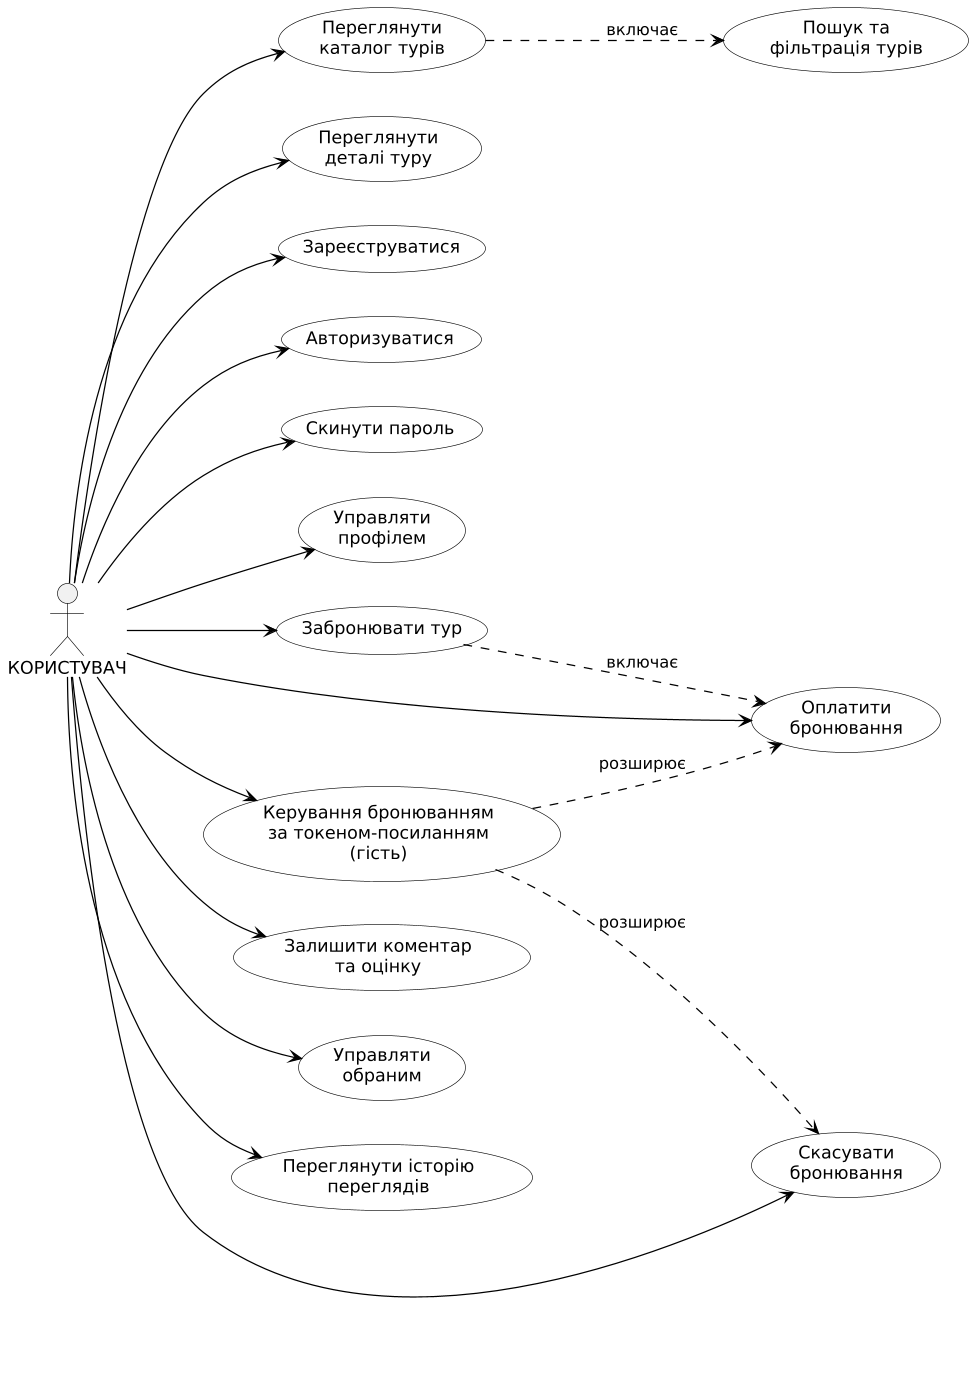 Переглянути
каталог турів
включає
Пошук та
фільтрація турів
Переглянути
деталі туру
Зареєструватися
Авторизуватися
Скинути пароль
Управляти
профілем
Забронювати тур
включає
КОРИСТУВАЧ
Оплатити
бронювання
розширює
Керування бронюванням
за токеном-посиланням
(гість)
розширює
Залишити коментар
та оцінку
Управляти
обраним
Скасувати
бронювання
Переглянути історію
переглядів